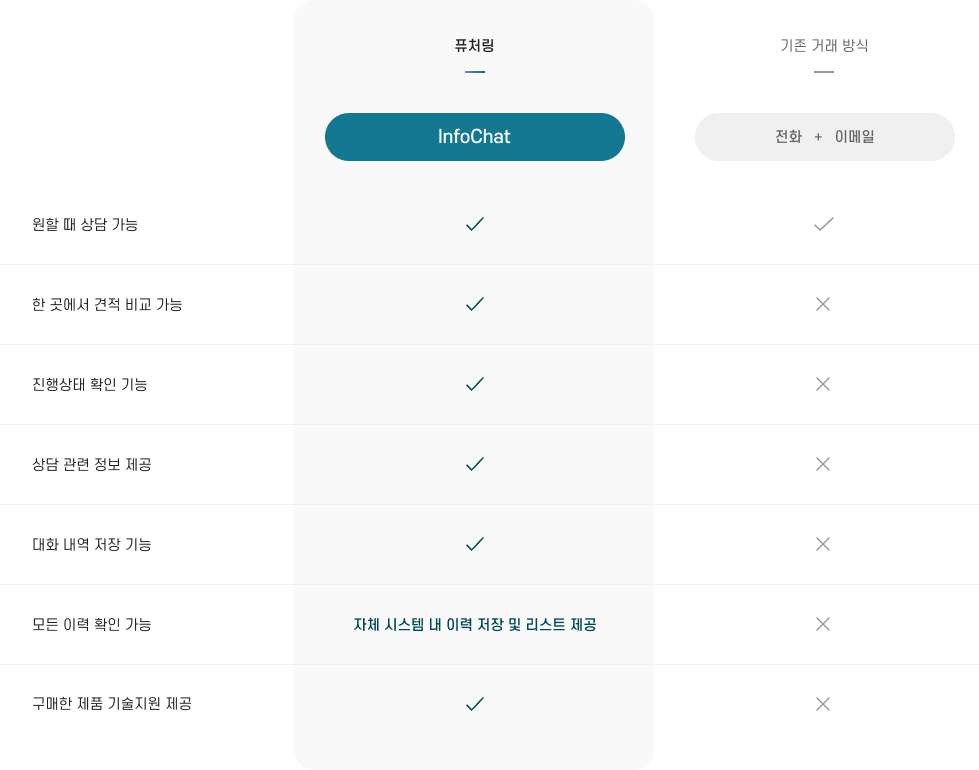 퓨처링
기존 거래 방식
InfoChat
전화 + 이메일
원할 때 상담 가능
한 곳에서 견적 비교 가능
진행상태 확인 기능
상담 관련 정보 제공
대화 내역 저장 기능
모든 이력 확인 가능
자체 시스템 내 이력 저장 및 리스트 제공
구매한 제품 기술지원 제공